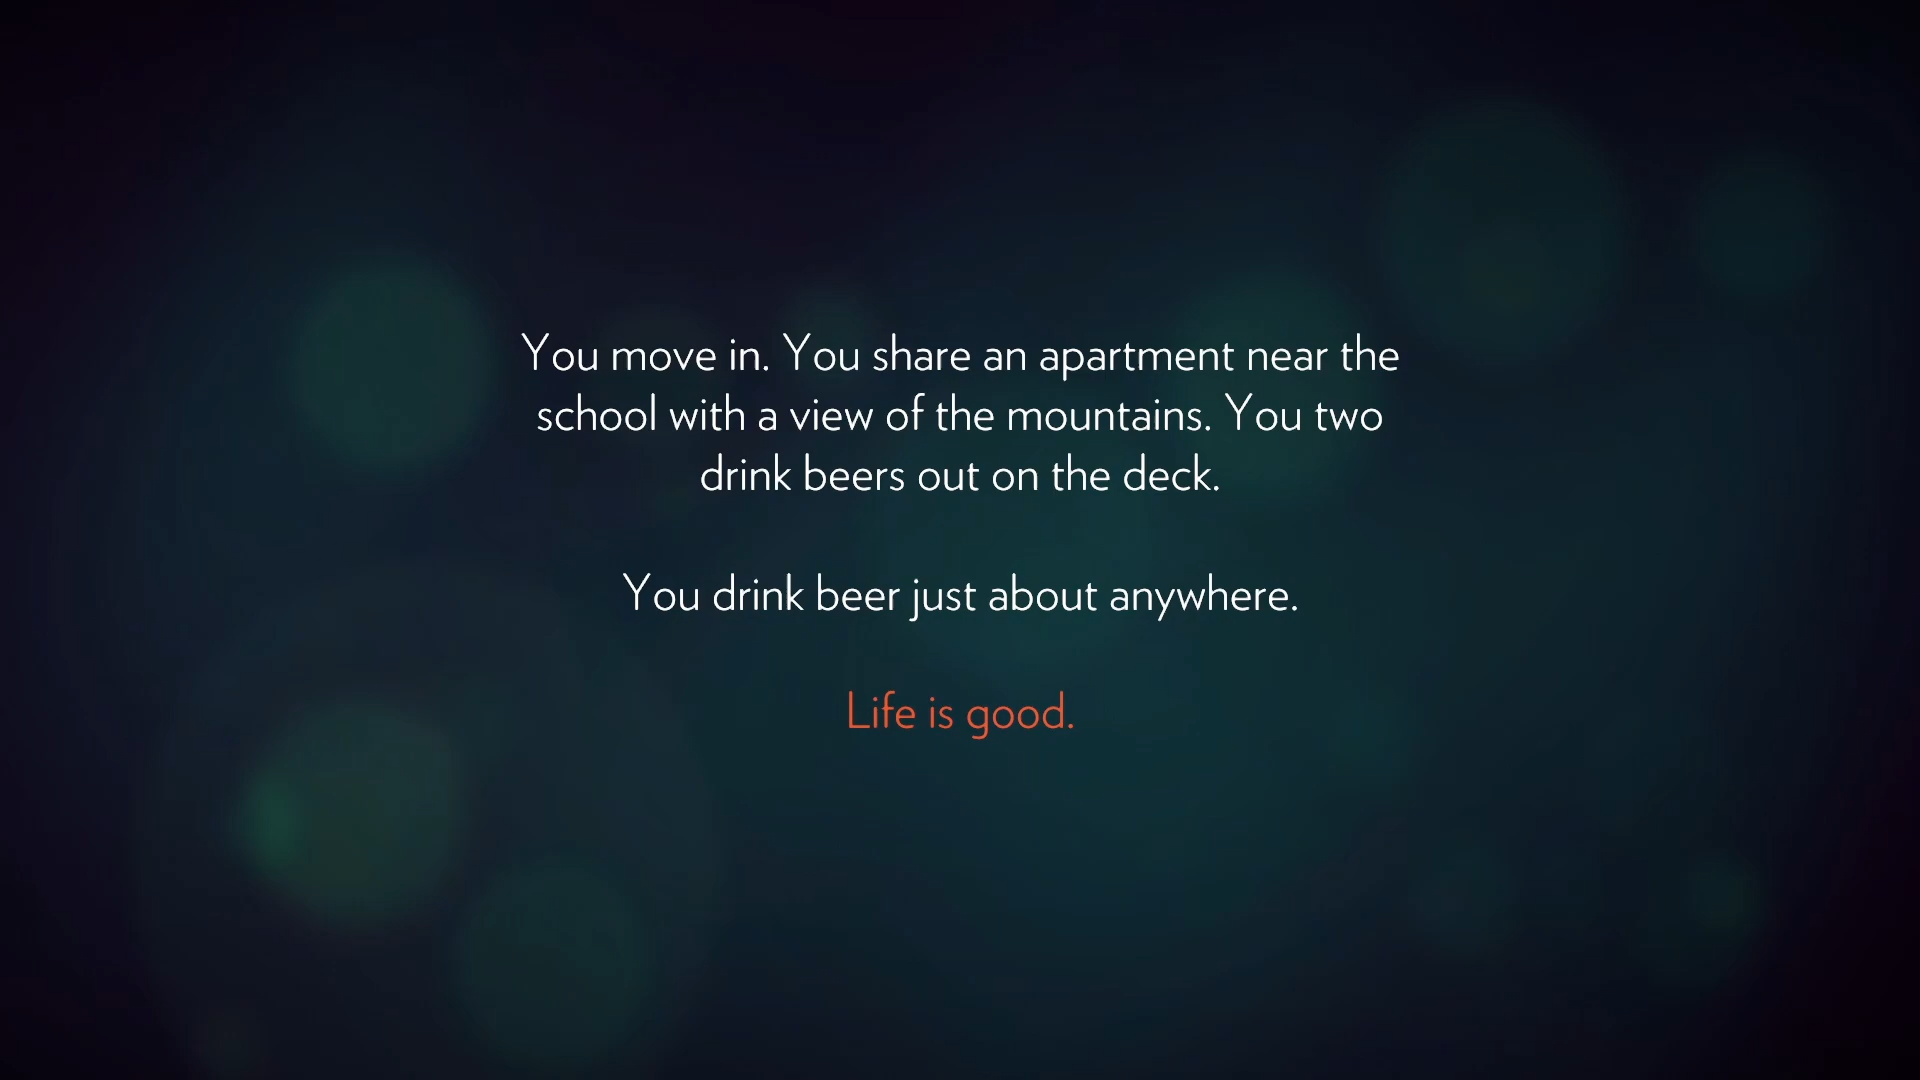 You move in. You share an apartment near the
school with a view of the mountains. You two
drink beers out on the deck.
You drink beer just about anywhere.
Life is good.